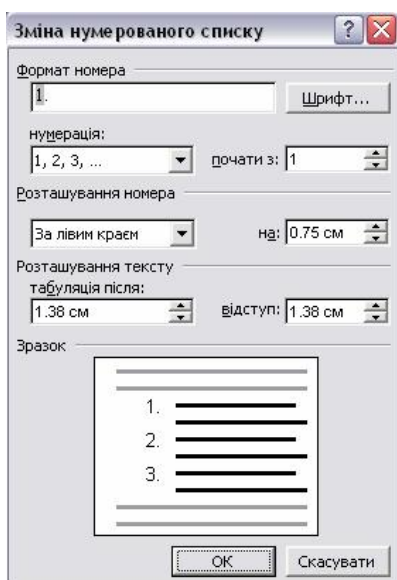 Зміна нумерованого списку
Формат номера
1.
Шрифт...
нумерація:
1, 2, 3, ... почати з: 1
Розташування номера
За лівим краєм на: 0.75 см
Розташування тексту
табуляція після:
1.38 см відступ: 1.38 см
Зразок
1.
2.
3.
ОК Скасувати